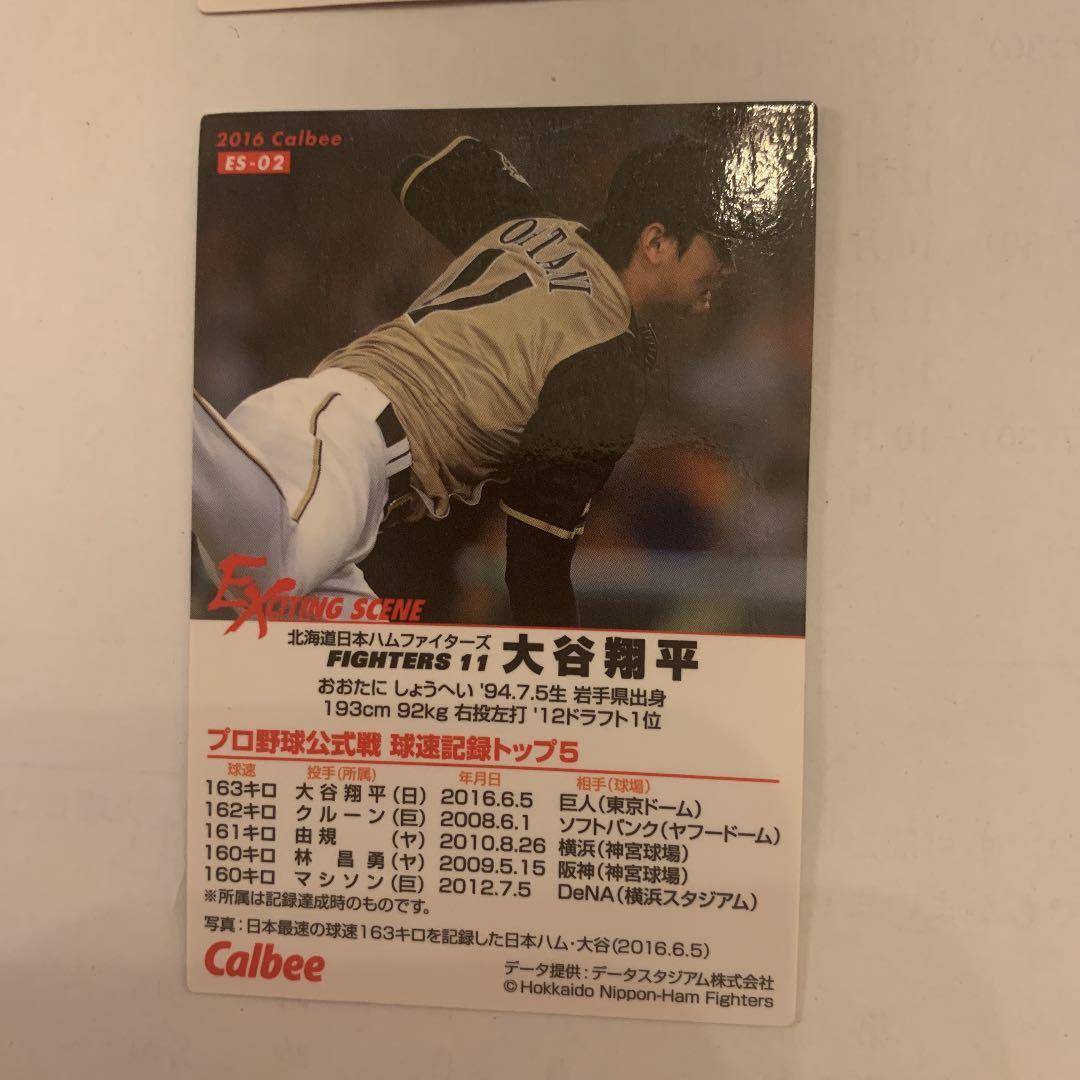 2016 Calbee
ES-02
OHTANI
11
EXCITING SCENE
北海道日本ハムファイターズ
FIGHTERS 11 大谷翔平
おおたに しょうへい '94.7.5生 岩手県出身
193cm 92kg 右投左打 '12ドラフト1位
プロ野球公式戦 球速記録トップ5
球速 投手(所属) 年月日 相手(球場)
163キロ 大谷翔平(日) 2016.6.5 巨人(東京ドーム)
162キロ クルーン(巨) 2008.6.1 ソフトバンク(ヤフードーム)
161キロ 由規 (ヤ) 2010.8.26 横浜(神宮球場)
160キロ 林 昌勇(ヤ) 2009.5.15 阪神(神宮球場)
160キロ マシソン(巨) 2012.7.5 DeNA(横浜スタジアム)
※所属は記録達成時のものです。
写真:日本最速の球速163キロを記録した日本ハム・大谷(2016.6.5)
Calbee
データ提供:データスタジアム株式会社
©Hokkaido Nippon-Ham Fighters